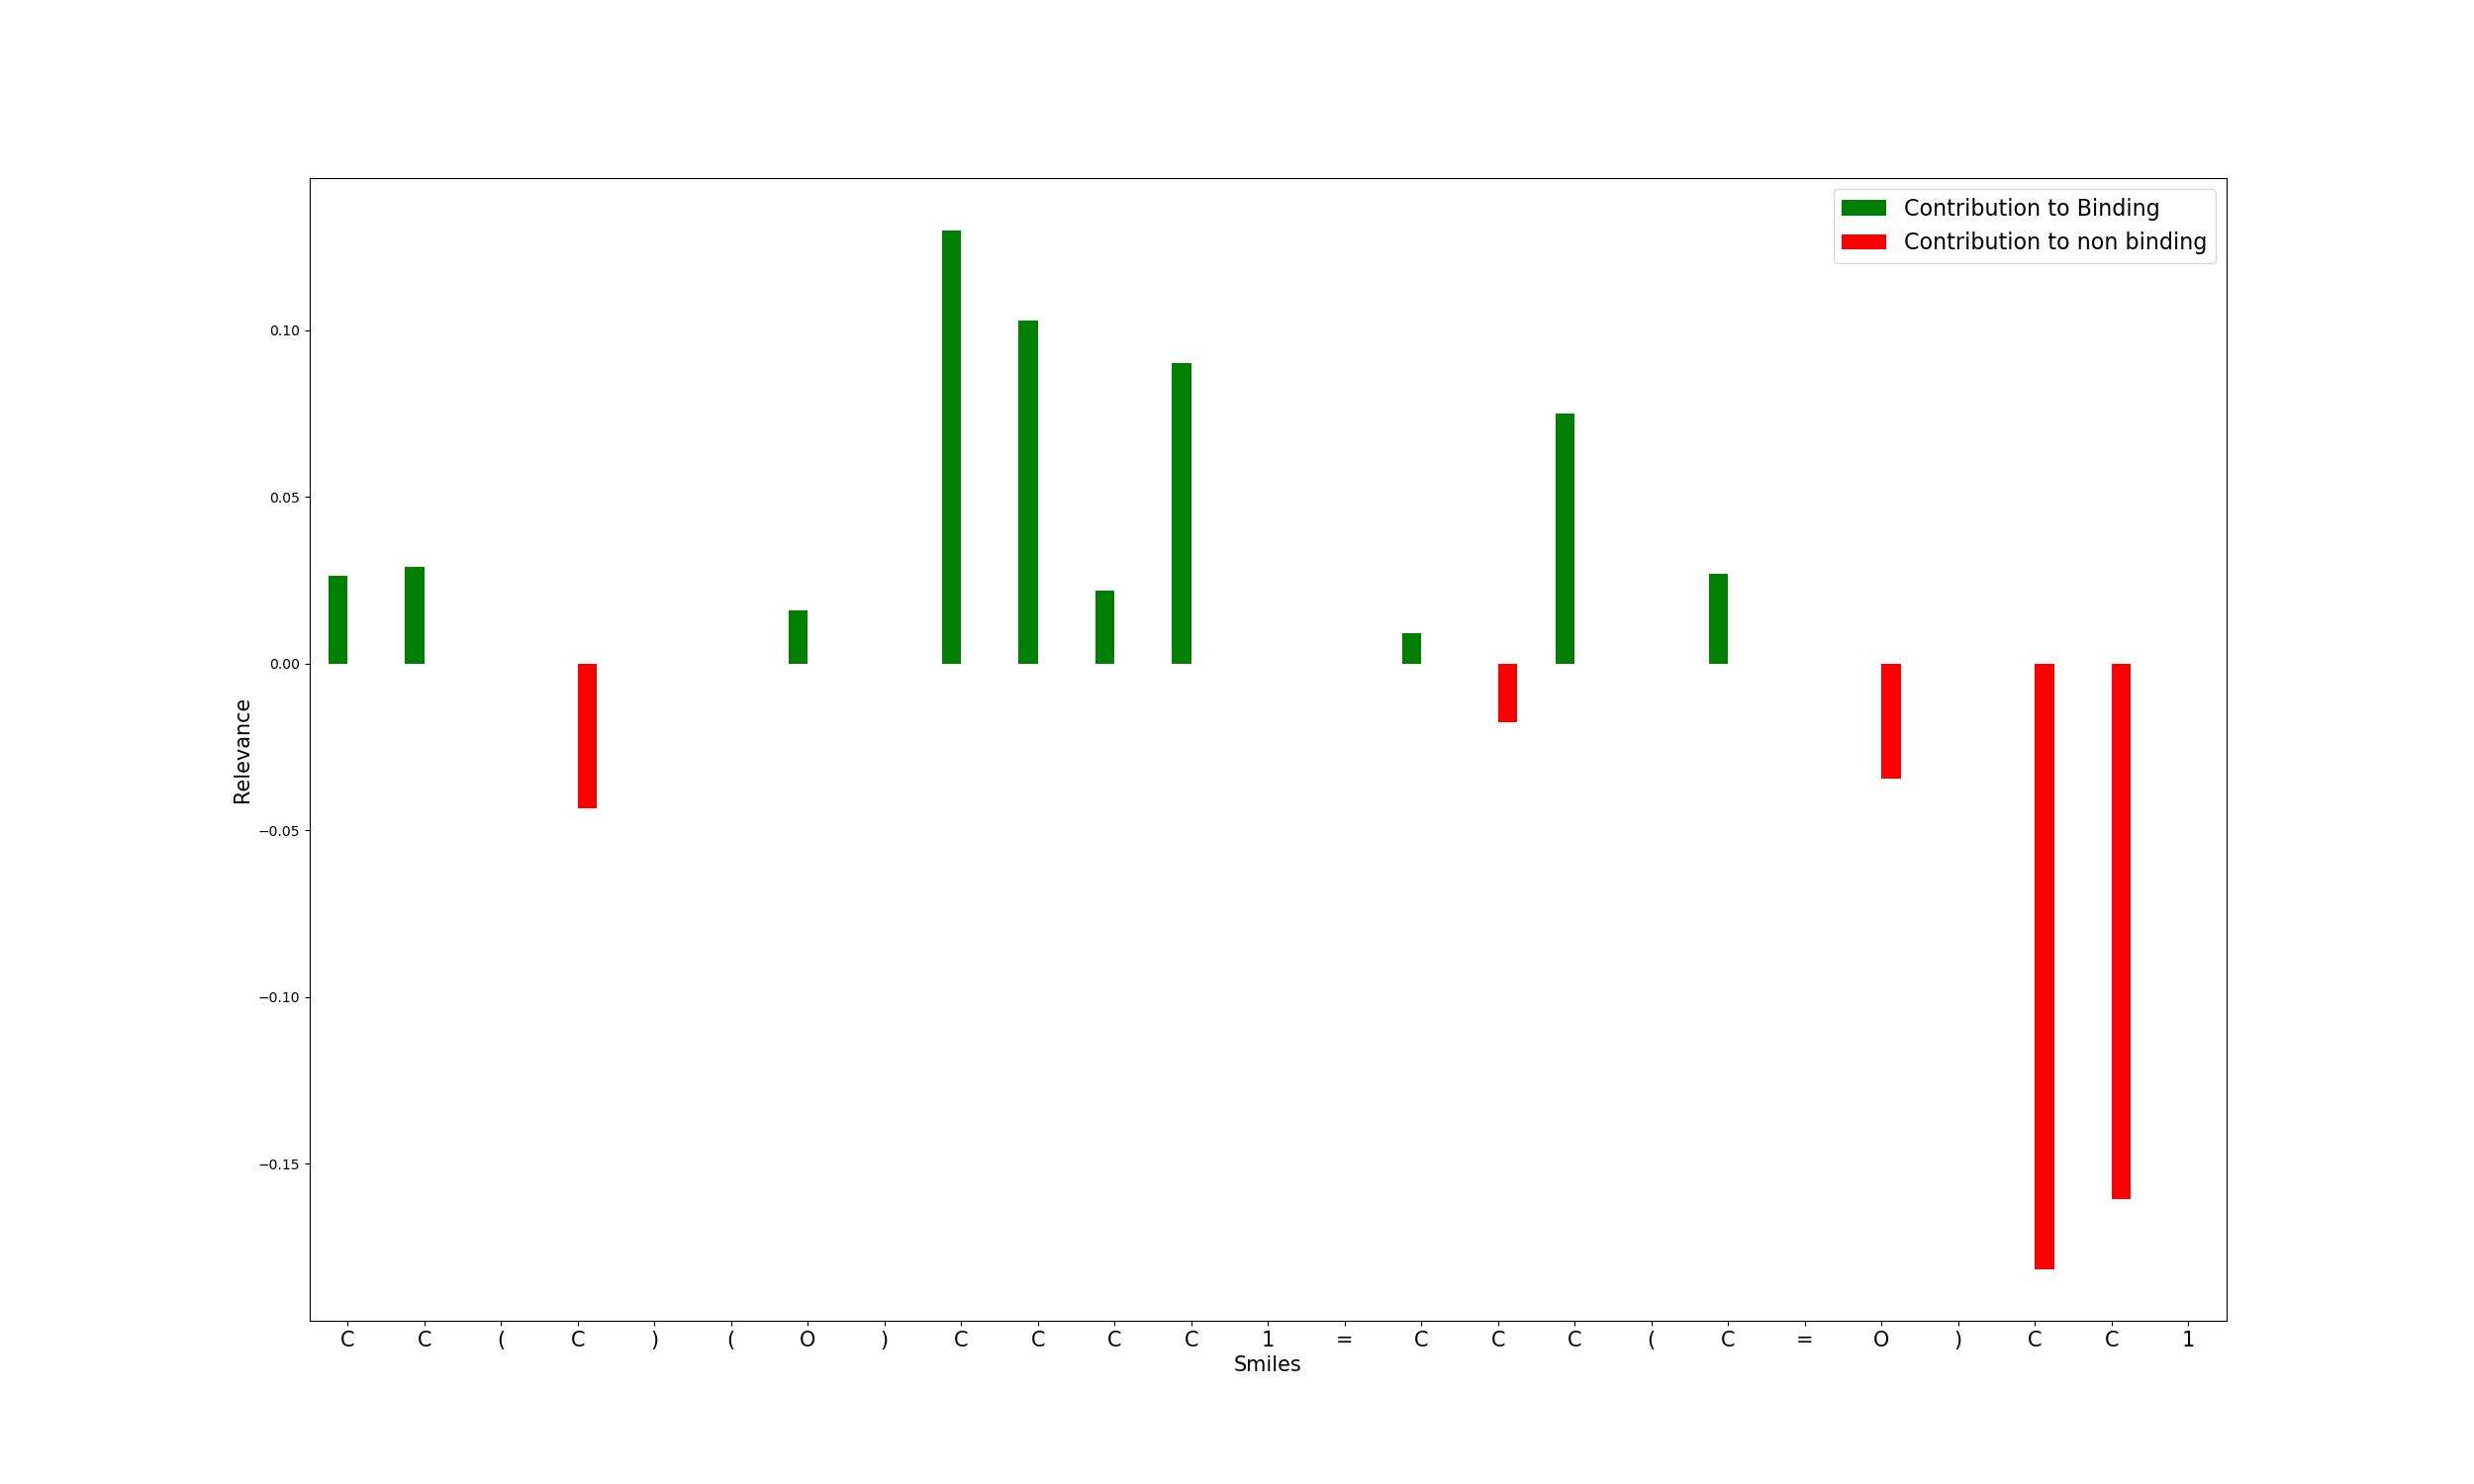 Contribution to Binding
Contribution to non binding
0.10
0.05
0.00
−0.05
−0.10
−0.15
Relevance
C C ( C ) ( O ) C C C C 1 = C C C ( C = O ) C C 1
Smiles